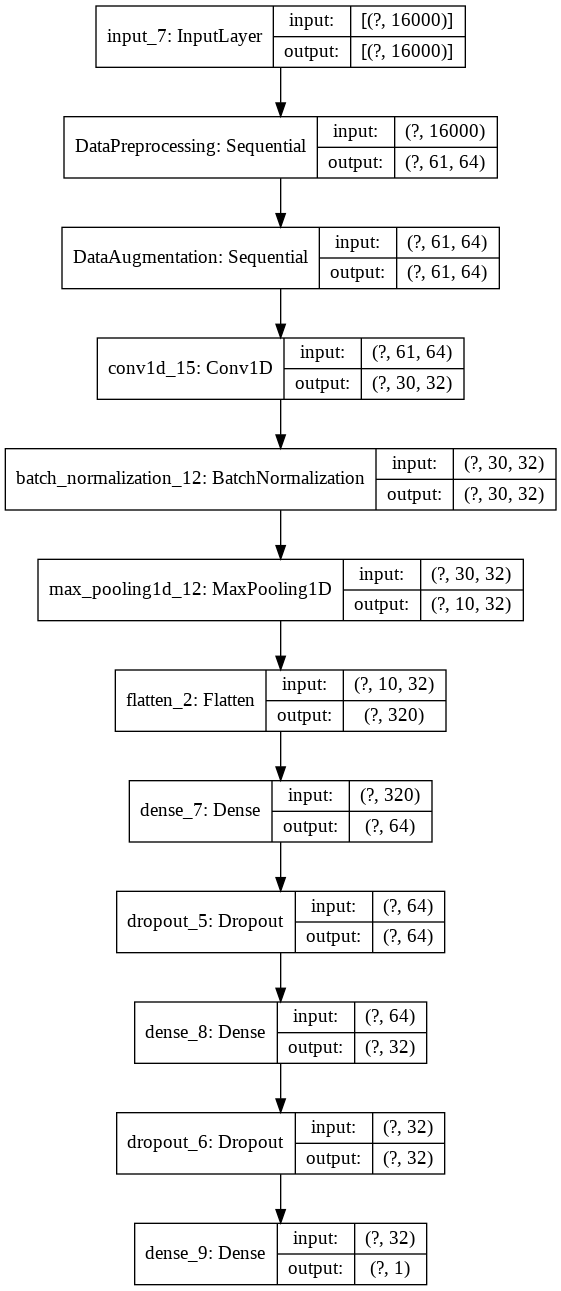 input_7: InputLayer
input: [(?, 16000)]
output: [(?, 16000)]
DataPreprocessing: Sequential
input: (?, 16000)
output: (?, 61, 64)
DataAugmentation: Sequential
input: (?, 61, 64)
output: (?, 61, 64)
conv1d_15: Conv1D
input: (?, 61, 64)
output: (?, 30, 32)
batch_normalization_12: BatchNormalization
input: (?, 30, 32)
output: (?, 30, 32)
max_pooling1d_12: MaxPooling1D
input: (?, 30, 32)
output: (?, 10, 32)
flatten_2: Flatten
input: (?, 10, 32)
output: (?, 320)
dense_7: Dense
input: (?, 320)
output: (?, 64)
dropout_5: Dropout
input: (?, 64)
output: (?, 64)
dense_8: Dense
input: (?, 64)
output: (?, 32)
dropout_6: Dropout
input: (?, 32)
output: (?, 32)
dense_9: Dense
input: (?, 32)
output: (?, 1)